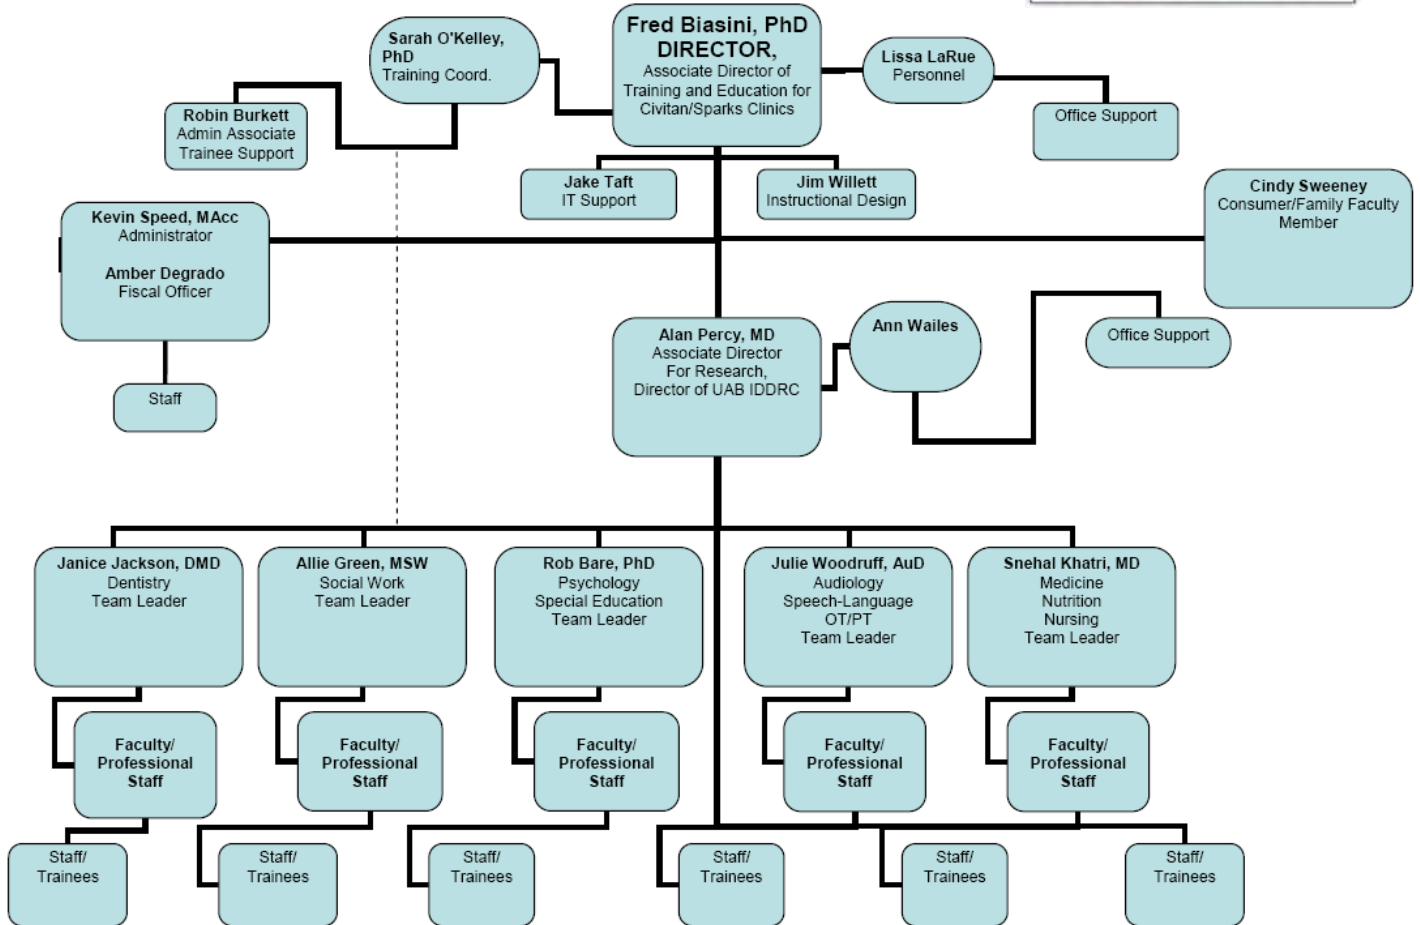 Fred Biasini, PhD
DIRECTOR,
Associate Director of
Training and Education for
Civitan/Sparks Clinics
Sarah O'Kelley,
PhD
Training Coord.
Lissa LaRue
Personnel
Robin Burkett
Admin Associate
Trainee Support
Office Support
Jake Taft
IT Support
Jim Willett
Instructional Design
Kevin Speed, MAcc
Administrator
Amber Degrado
Fiscal Officer
Cindy Sweeney
Consumer/Family Faculty
Member
Staff
Alan Percy, MD
Associate Director
For Research,
Director of UAB IDDRC
Ann Wailes
Office Support
Janice Jackson, DMD
Dentistry
Team Leader
Allie Green, MSW
Social Work
Team Leader
Rob Bare, PhD
Psychology
Special Education
Team Leader
Julie Woodruff, AuD
Audiology
Speech-Language
OT/PT
Team Leader
Snehal Khatri, MD
Medicine
Nutrition
Nursing
Team Leader
Faculty/
Professional
Staff
Faculty/
Professional
Staff
Faculty/
Professional
Staff
Faculty/
Professional
Staff
Faculty/
Professional
Staff
Staff/
Trainees
Staff/
Trainees
Staff/
Trainees
Staff/
Trainees
Staff/
Trainees
Staff/
Trainees